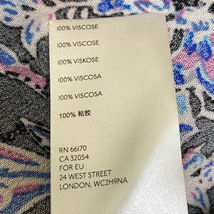 100% VISCOSE
100% VISCOSE
100% VISKOSE
100% VISCOSA
100% VISCOSA
100% 粘胶
RN 66170
CA 32054
FOR EU
24 WEST STREET
LONDON, WC2H9NA